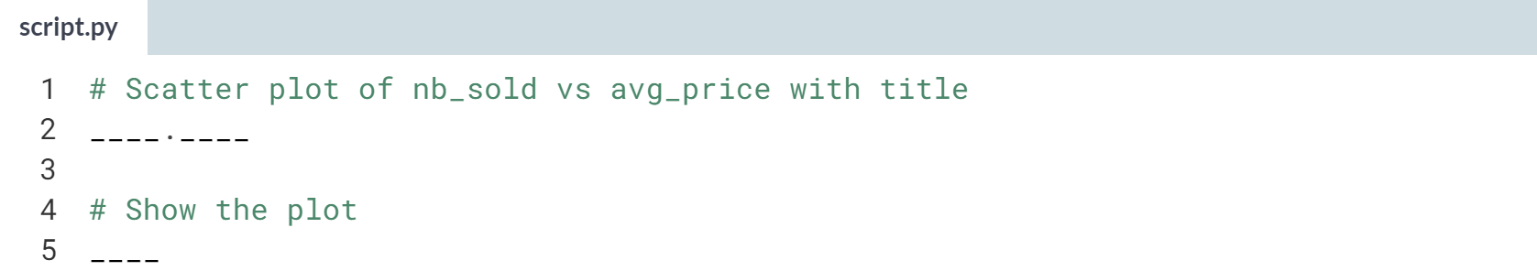 script.py
1 # Scatter plot of nb_sold vs avg_price with title
2 ____.____
3
4 # Show the plot
5 ____